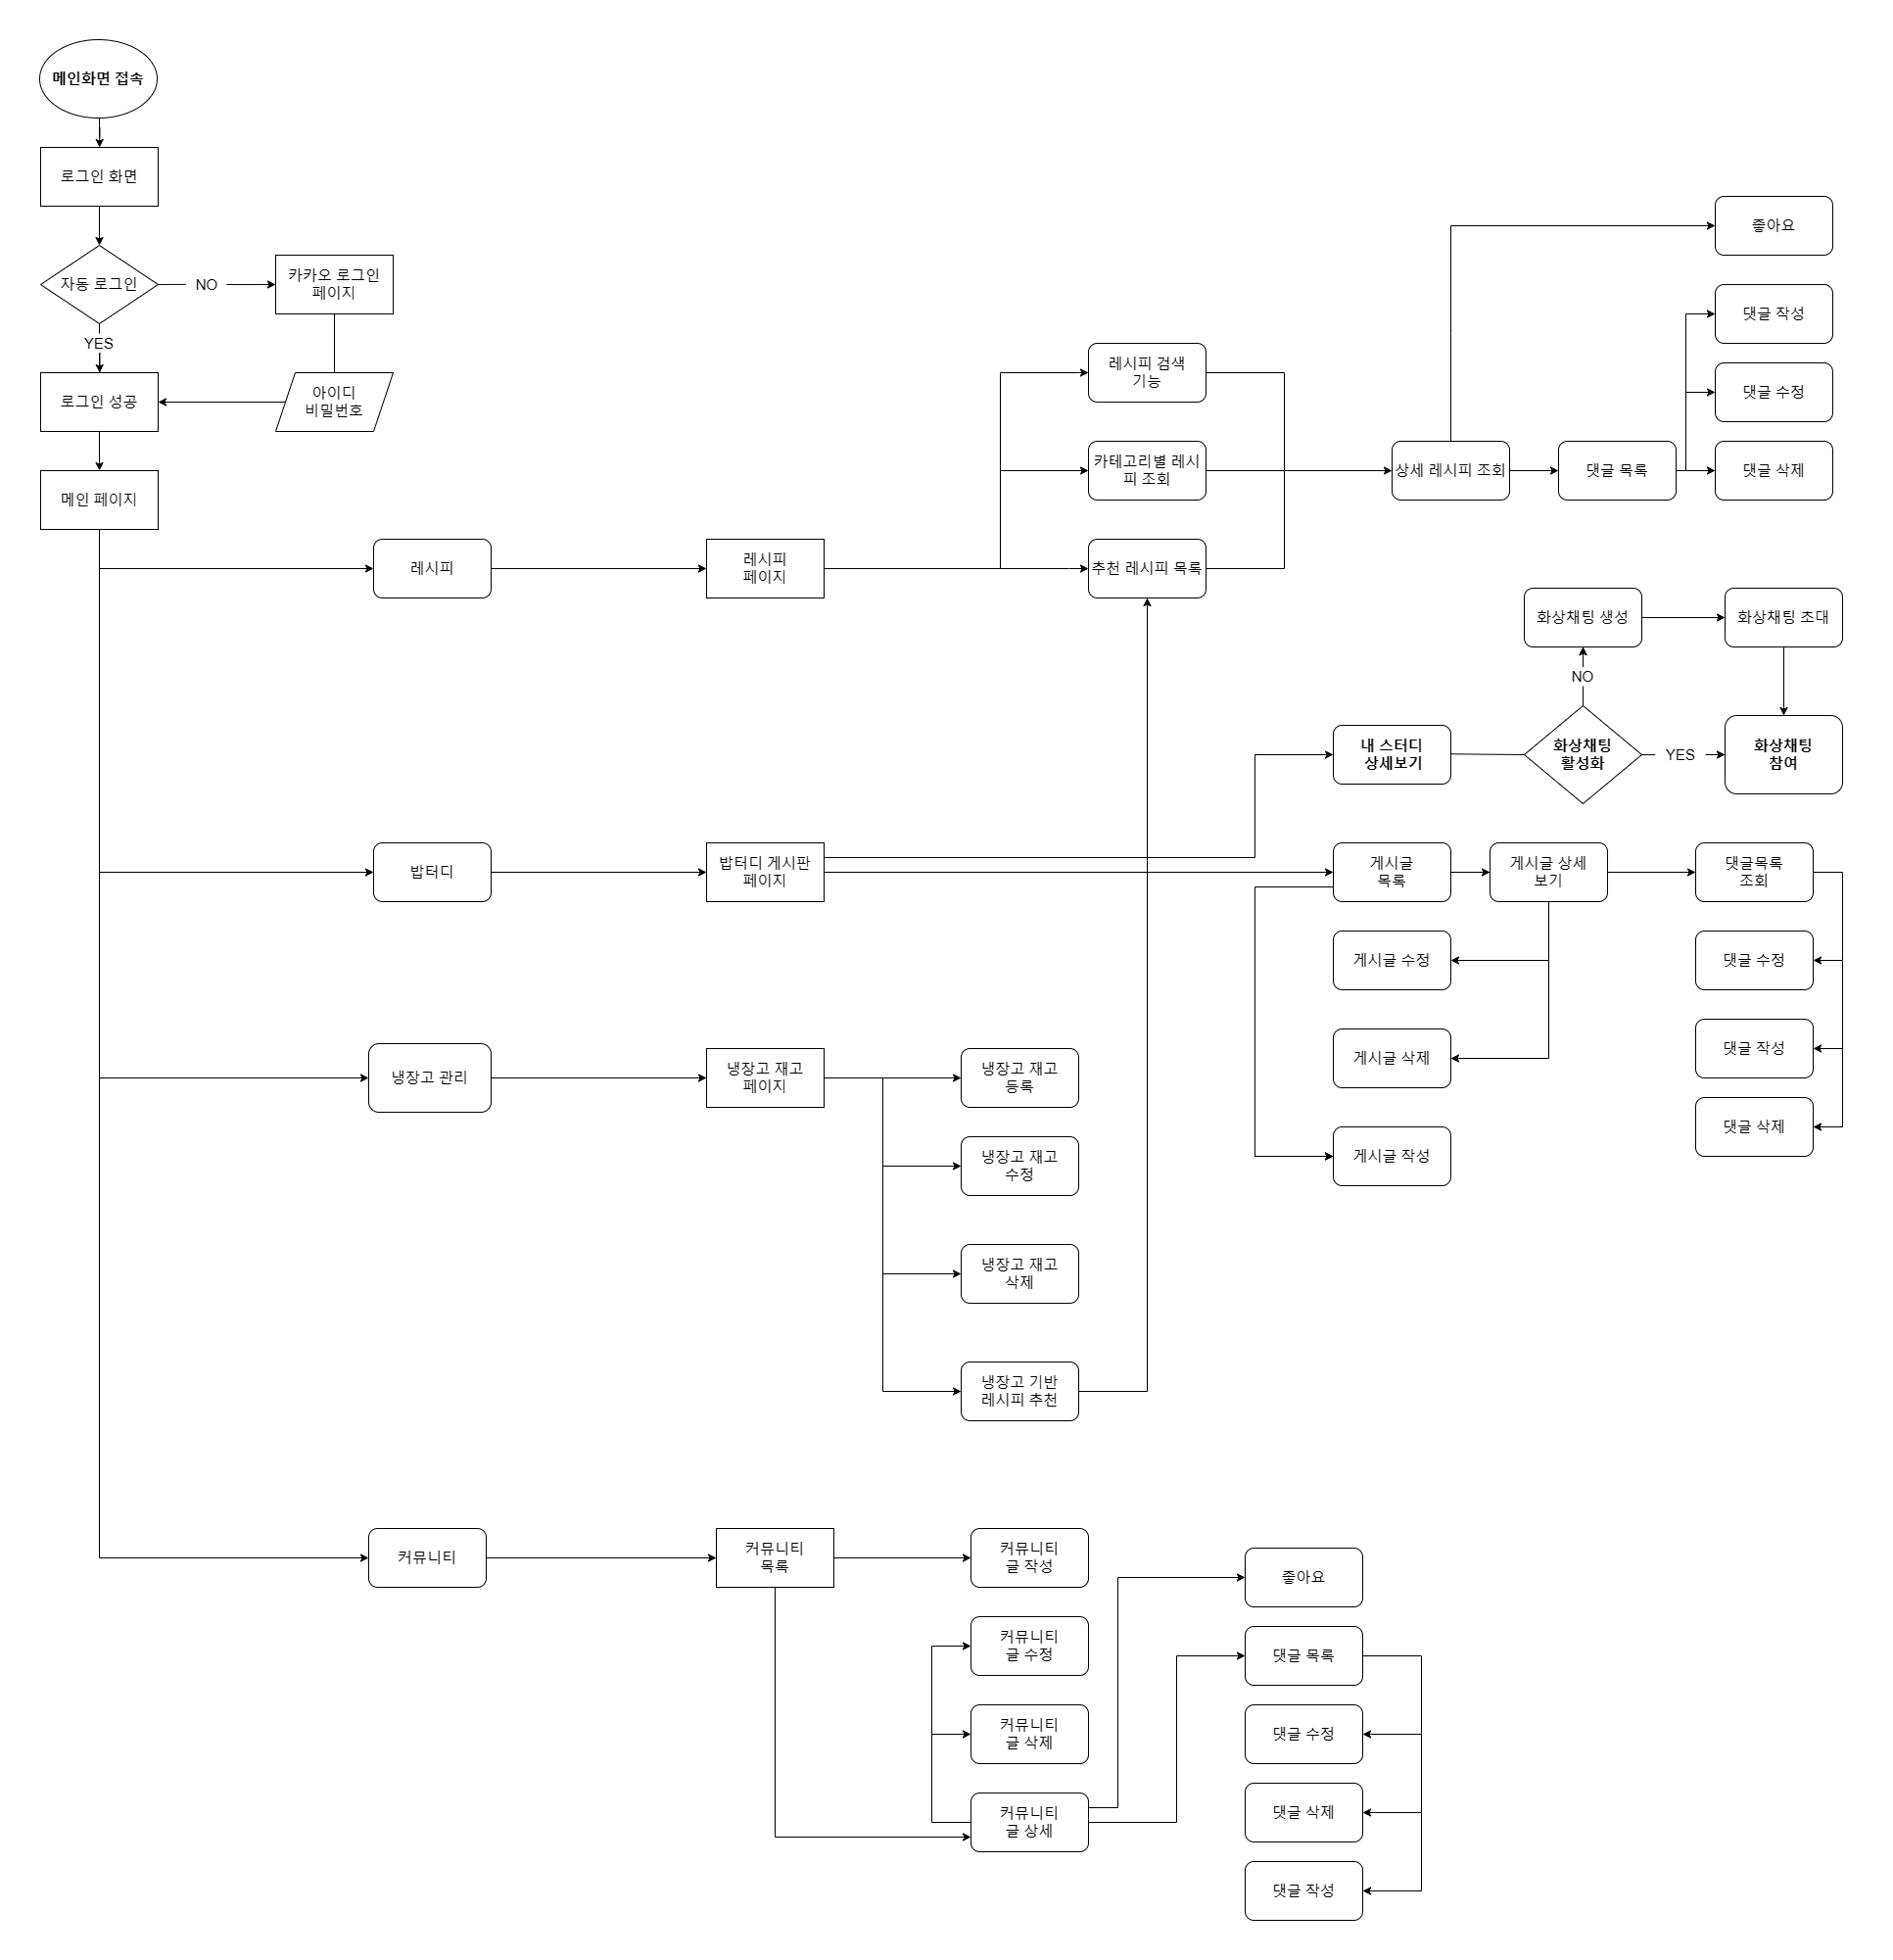 메인화면 접속
로그인 화면
자동 로그인
NO
카카오 로그인
페이지
YES
로그인 성공
아이디
비밀번호
메인 페이지
레시피
레시피
페이지
레시피 검색
기능
카테고리별 레시
피 조회
추천 레시피 목록
상세 레시피 조회
좋아요
댓글 목록
댓글 작성
댓글 수정
댓글 삭제
밥터디
밥터디 게시판
페이지
내 스터디
상세보기
화상채팅
활성화
NO
화상채팅 생성
화상채팅 초대
YES
화상채팅
참여
게시글
목록
게시글 상세
보기
댓글목록
조회
게시글 수정
게시글 삭제
게시글 작성
댓글 수정
댓글 작성
댓글 삭제
냉장고 관리
냉장고 재고
페이지
냉장고 재고
등록
냉장고 재고
수정
냉장고 재고
삭제
냉장고 기반
레시피 추천
커뮤니티
커뮤니티
목록
커뮤니티
글 작성
커뮤니티
글 수정
커뮤니티
글 삭제
커뮤니티
글 상세
좋아요
댓글 목록
댓글 수정
댓글 삭제
댓글 작성